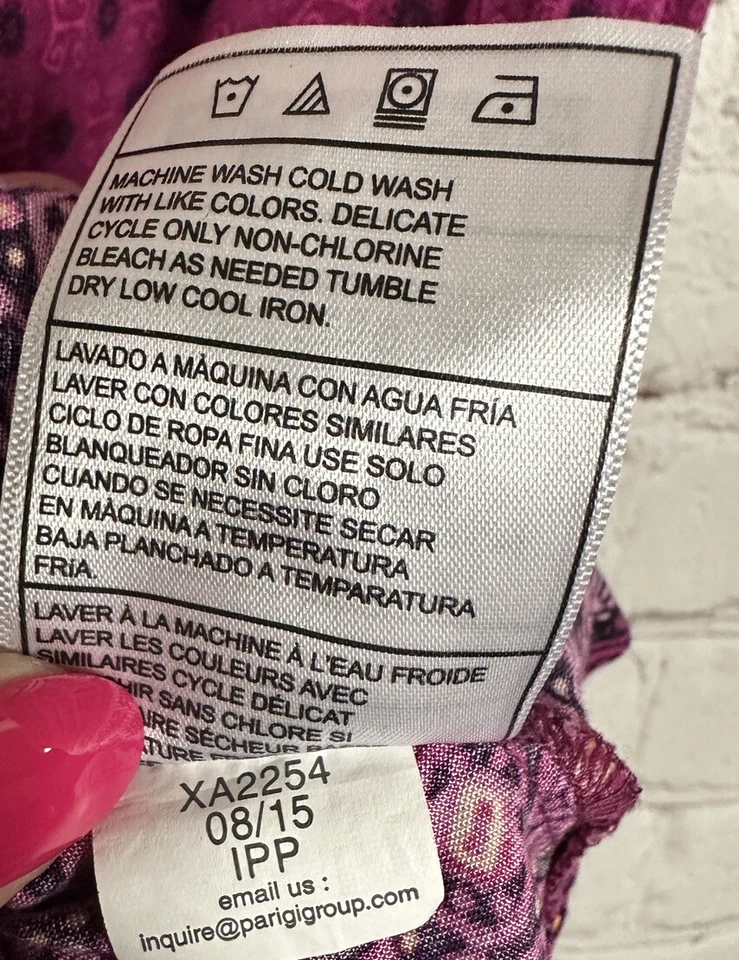 MACHINE WASH COLD WASH
WITH LIKE COLORS. DELICATE
CYCLE ONLY NON-CHLORINE
BLEACH AS NEEDED TUMBLE
DRY LOW COOL IRON.
LAVADO A MÀQUINA CON AGUA FRÍA
LAVER CON COLORES SIMILARES
CICLO DE ROPA FINA USE SOLO
BLANQUEADOR SIN CLORO
CUANDO SE NECESSITE SECAR
EN MÀQUINA A TEMPERATURA
BAJA PLANCHADO A TEMPARATURA
FRíA
LAVER À LA MACHINE À L'EAU FROIDE
LAVER LES COULEURS AVEC
SIMILAIRES CYCLE DÉLICAT
SANS CHLORE SI
SÉCHEUR
XA2254
08/15
IPP
email us :
inquire@parigigroup.com